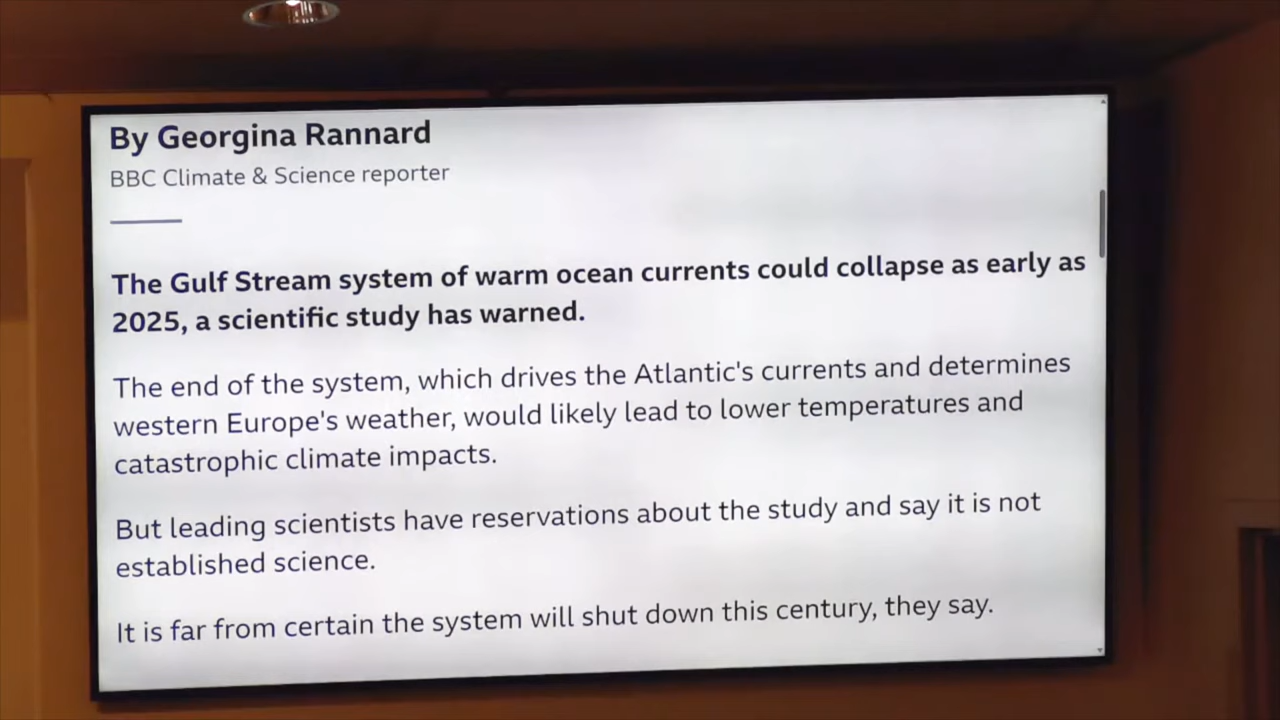 By Georgina Rannard
BBC Climate & Science reporter
The Gulf Stream system of warm ocean currents could collapse as early as
2025, a scientific study has warned.
The end of the system, which drives the Atlantic's currents and determines
western Europe's weather, would likely lead to lower temperatures and
catastrophic climate impacts.
But leading scientists have reservations about the study and say it is not
established science.
It is far from certain the system will shut down this century, they say.